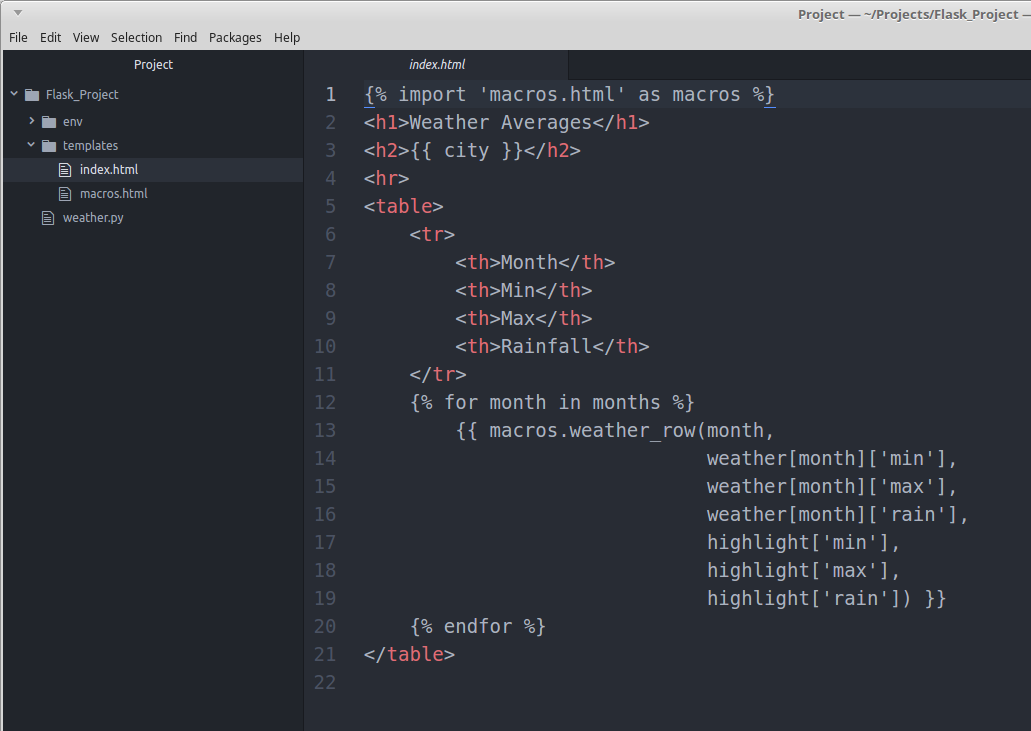 Project — ~/Projects/Flask_Project —
File Edit View Selection Find Packages Help
Project
Flask_Project
env
templates
index.html
macros.html
weather.py
index.html
1 {% import 'macros.html' as macros %}
2 <h1>Weather Averages</h1>
3 <h2>{{ city }}</h2>
4 <hr>
5 <table>
6     <tr>
7         <th>Month</th>
8         <th>Min</th>
9         <th>Max</th>
10         <th>Rainfall</th>
11     </tr>
12     {% for month in months %}
13         {{ macros.weather_row(month,
14                               weather[month]['min'],
15                               weather[month]['max'],
16                               weather[month]['rain'],
17                               highlight['min'],
18                               highlight['max'],
19                               highlight['rain']) }}
20     {% endfor %}
21 </table>
22